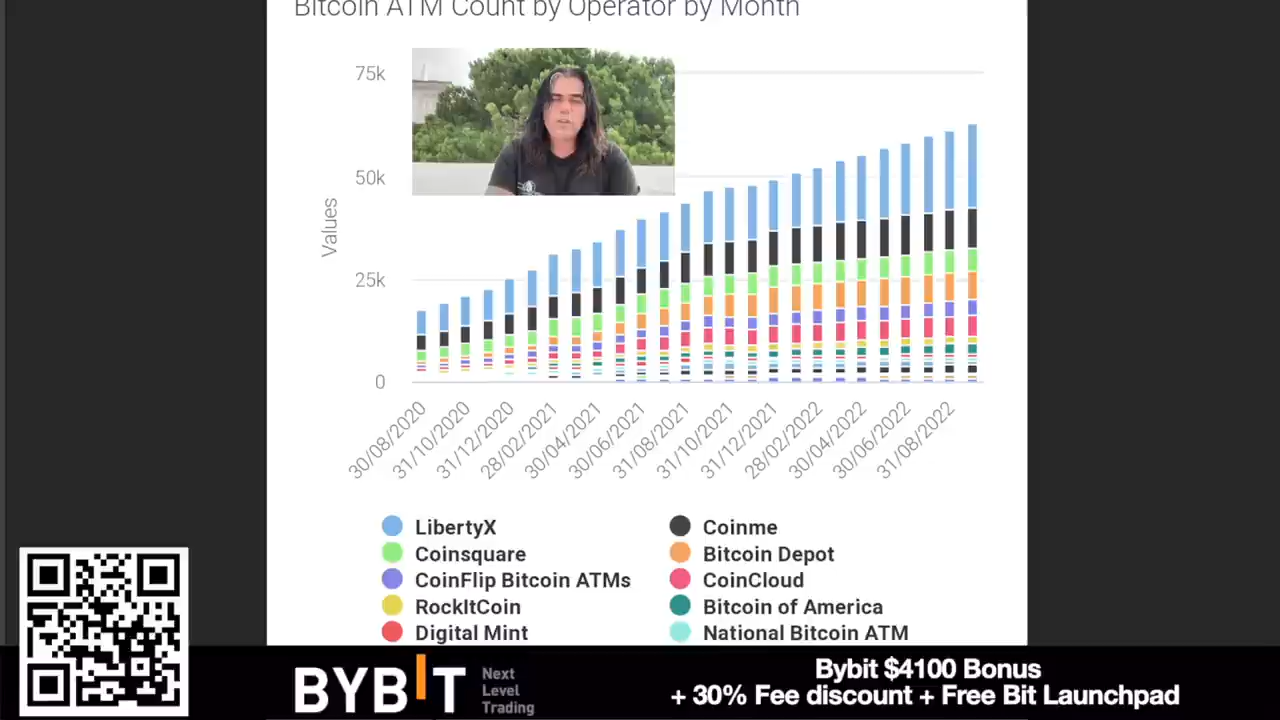 Bitcoin ATM Count by Operator by Month
75k
50k
25k
0
Values
30/08/2020
31/10/2020
31/12/2020
28/02/2021
30/04/2021
30/06/2021
31/08/2021
31/10/2021
31/12/2021
28/02/2022
30/04/2022
30/06/2022
31/08/2022
LibertyX
Coinme
Coinsquare
Bitcoin Depot
CoinFlip Bitcoin ATMs
CoinCloud
RockItCoin
Bitcoin of America
Digital Mint
National Bitcoin ATM
BYBIT
Next
Level
Trading
Bybit $4100 Bonus
+ 30% Fee discount + Free Bit Launchpad